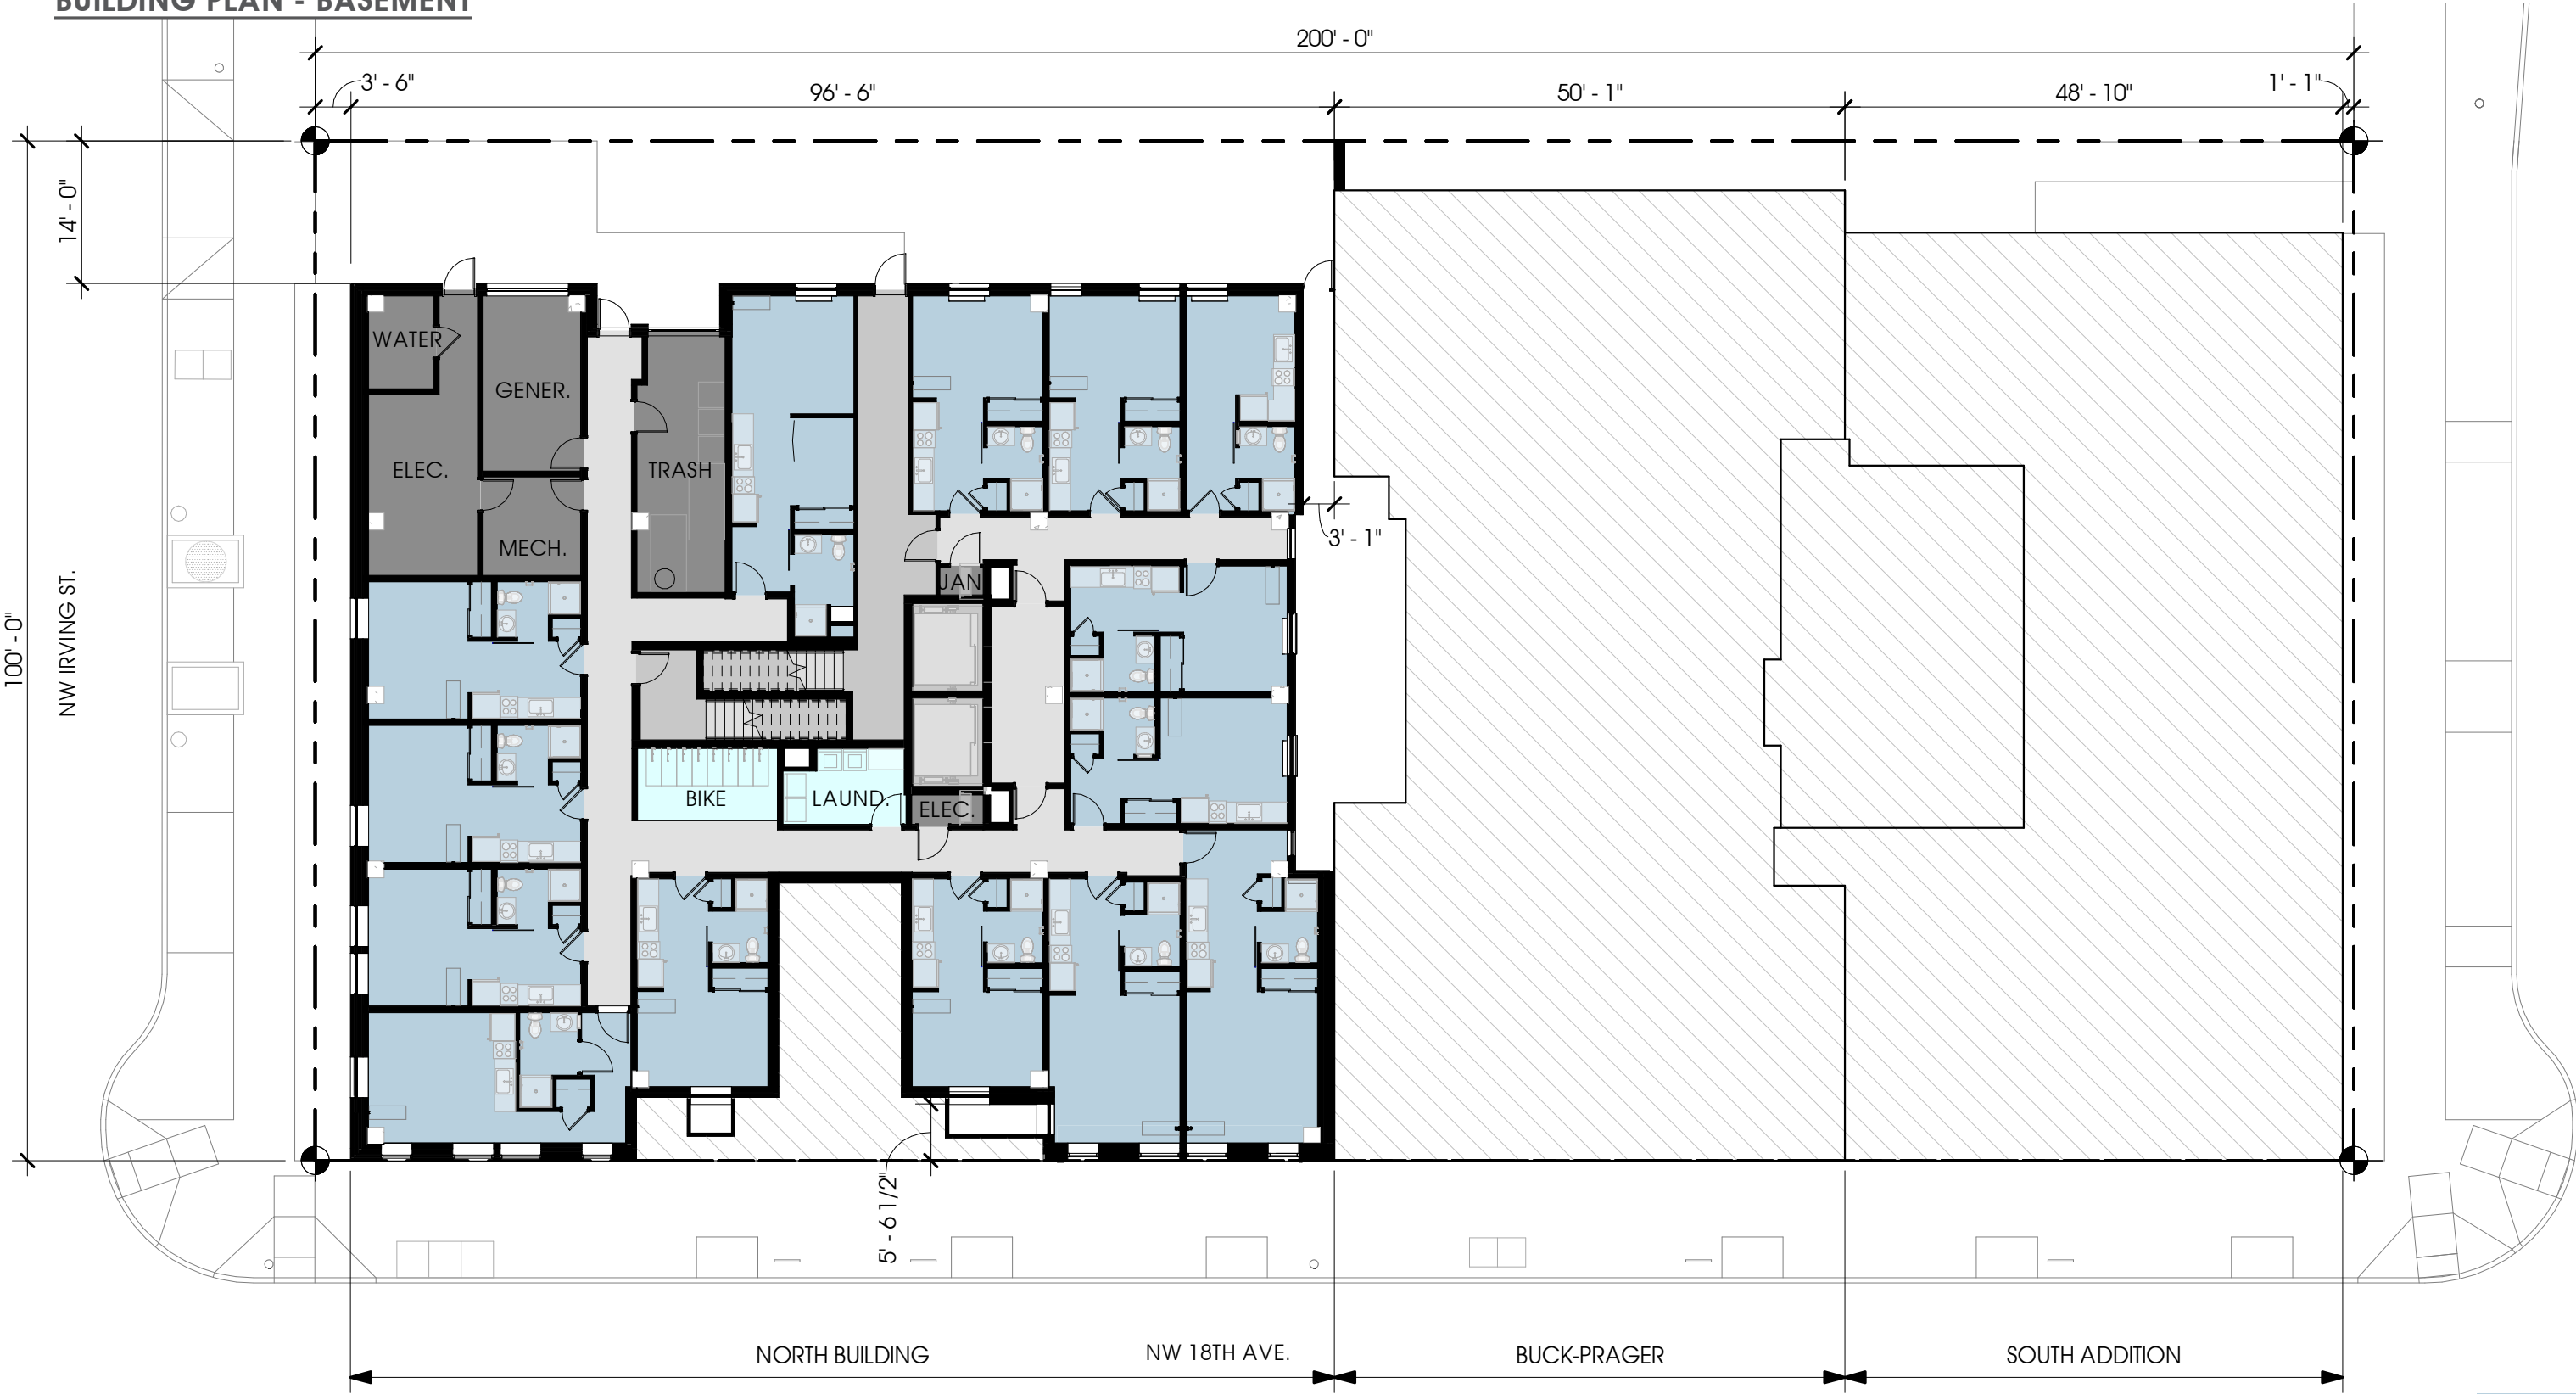 BUILDING PLAN - BASEMENT
200' - 0"
3' - 6"
96' - 6"
50' - 1"
48' - 10"
1' - 1"
14' - 0"
100' - 0"
NW IRVING ST.
WATER
GENER.
ELEC.
TRASH
MECH.
3' - 1"
JAN
BIKE
LAUND.
ELEC.
5' - 6 1/2"
NORTH BUILDING
NW 18TH AVE.
BUCK-PRAGER
SOUTH ADDITION